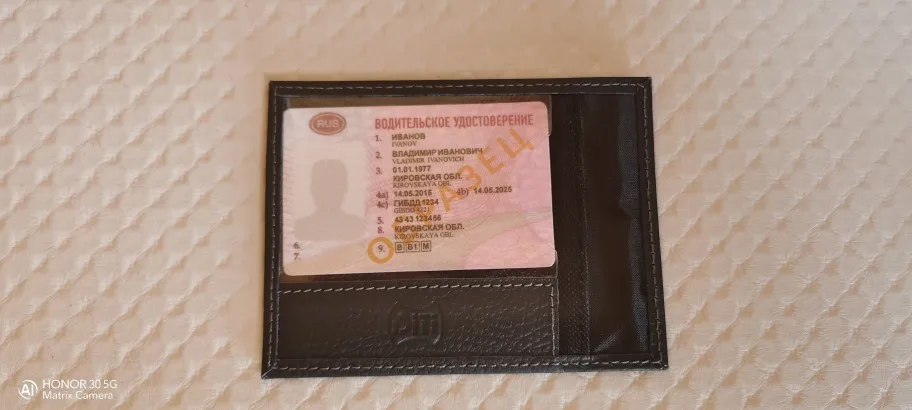 RUS
ВОДИТЕЛЬСКОЕ УДОСТОВЕРЕНИЕ
1. ИВАНОВ
IVANOV
2. ВЛАДИМИР ИВАНОВИЧ
VLADIMIR IVANOVICH
3. 01.01.1977
КИРОВСКАЯ ОБЛ.
KIROVSKAYA OBL.
4a) 14.05.2015 4b) 14.05.2025
4c) ГИБДД 1234
GIBDD
5. 43 43 123456
8. КИРОВСКАЯ ОБЛ.
KIROVSKAYA OBL.
6.
7.
9. B B1 M
ОБРАЗЕЦ
HONOR 30 5G
Matrix Camera